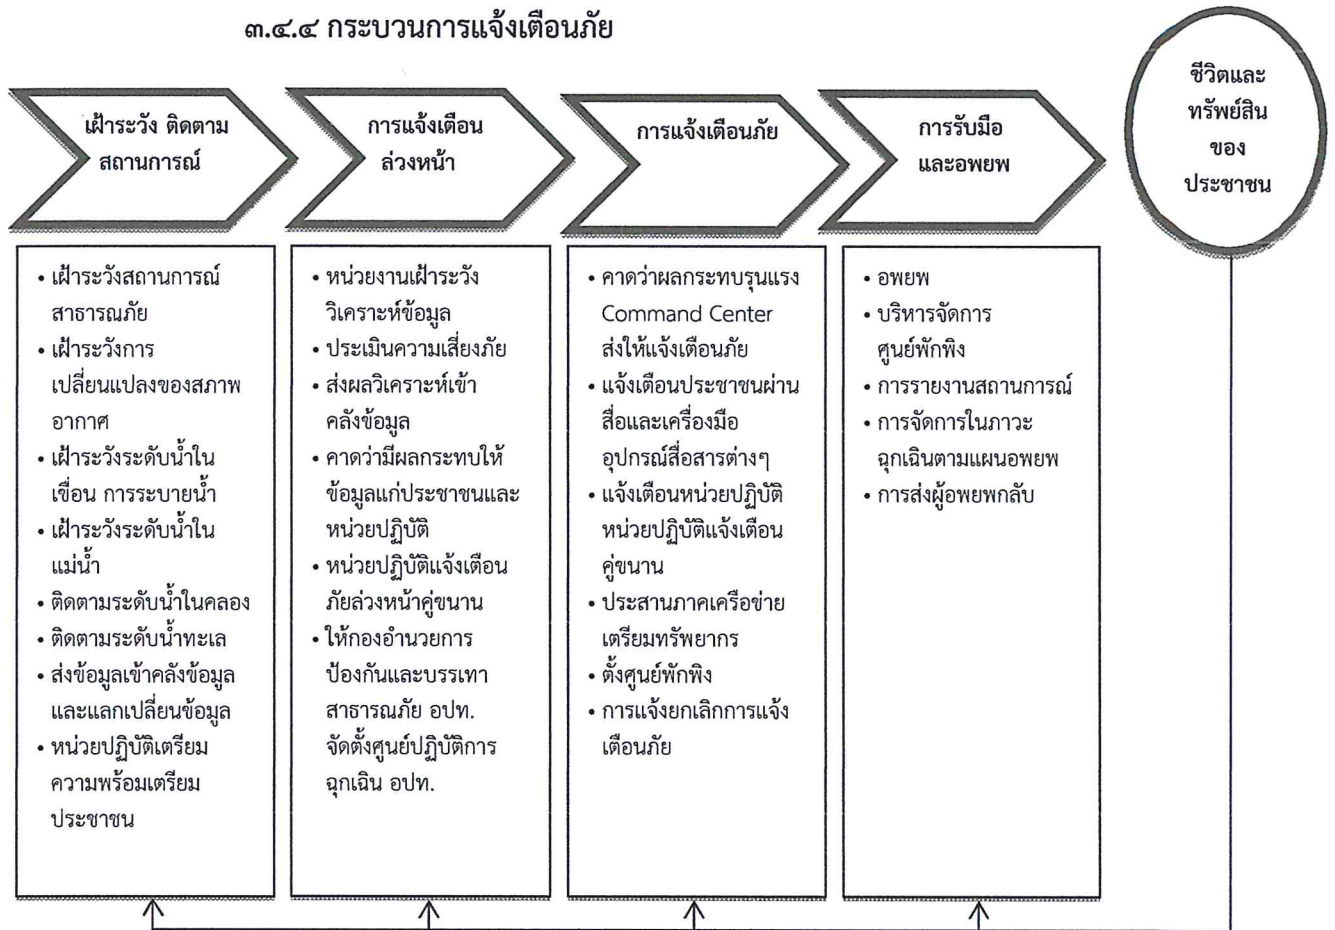 ๓.๔.๔ กระบวนการแจ้งเตือนภัย
เฝ้าระวัง ติดตาม
สถานการณ์
การแจ้งเตือน
ล่วงหน้า
การแจ้งเตือนภัย
การรับมือ
และอพยพ
ชีวิตและ
ทรัพย์สิน
ของ
ประชาชน
• เฝ้าระวังสถานการณ์
สาธารณภัย
• เฝ้าระวังการ
เปลี่ยนแปลงของสภาพ
อากาศ
• เฝ้าระวังระดับน้ำใน
เขื่อน การระบายน้ำ
• เฝ้าระวังระดับน้ำใน
แม่น้ำ
• ติดตามระดับน้ำในคลอง
• ติดตามระดับน้ำทะเล
• ส่งข้อมูลเข้าคลังข้อมูล
และแลกเปลี่ยนข้อมูล
• หน่วยปฏิบัติเตรียม
ความพร้อมเตรียม
ประชาชน
• หน่วยงานเฝ้าระวัง
วิเคราะห์ข้อมูล
• ประเมินความเสี่ยงภัย
• ส่งผลวิเคราะห์เข้า
คลังข้อมูล
• คาดว่ามีผลกระทบให้
ข้อมูลแก่ประชาชนและ
หน่วยปฏิบัติ
• หน่วยปฏิบัติแจ้งเตือน
ภัยล่วงหน้าคู่ขนาน
• ให้กองอำนวยการ
ป้องกันและบรรเทา
สาธารณภัย อปท.
จัดตั้งศูนย์ปฏิบัติการ
ฉุกเฉิน อปท.
• คาดว่าผลกระทบรุนแรง
Command Center
ส่งให้แจ้งเตือนภัย
• แจ้งเตือนประชาชนผ่าน
สื่อและเครื่องมือ
อุปกรณ์สื่อสารต่างๆ
• แจ้งเตือนหน่วยปฏิบัติ
หน่วยปฏิบัติแจ้งเตือน
คู่ขนาน
• ประสานภาคเครือข่าย
เตรียมทรัพยากร
• ตั้งศูนย์พักพิง
• การแจ้งยกเลิกการแจ้ง
เตือนภัย
• อพยพ
• บริหารจัดการ
ศูนย์พักพิง
• การรายงานสถานการณ์
• การจัดการในภาวะ
ฉุกเฉินตามแผนอพยพ
• การส่งผู้อพยพกลับ